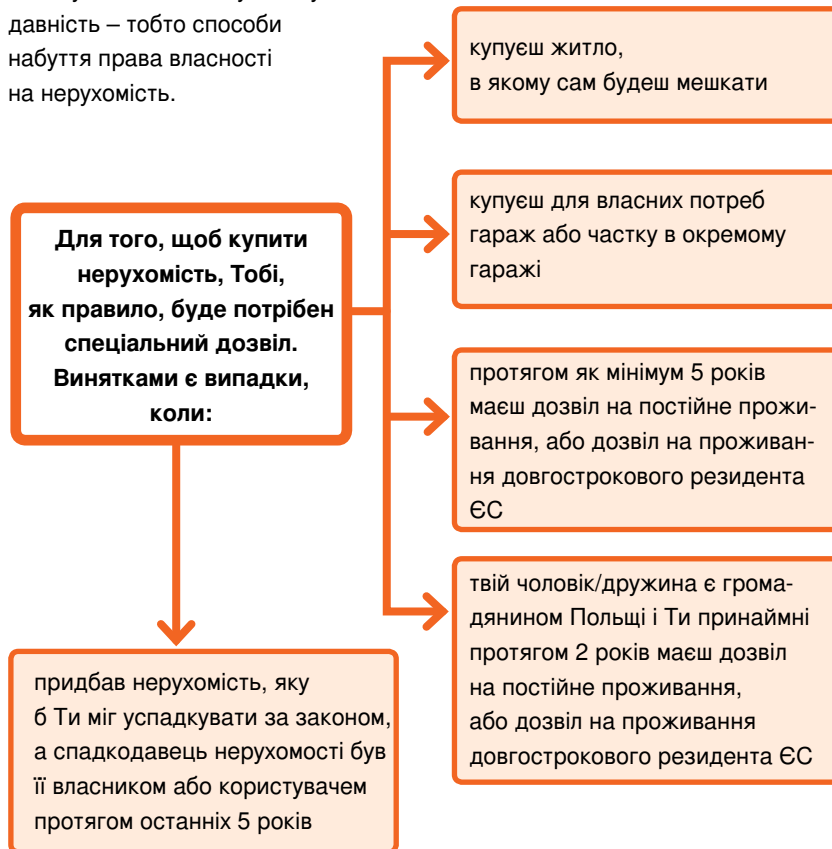 давність – тобто способи
набуття права власності
на нерухомість.
купуєш житло,
в якому сам будеш мешкати
купуєш для власних потреб
гараж або частку в окремому
гаражі
Для того, щоб купити
нерухомість, Тобі,
як правило, буде потрібен
спеціальний дозвіл.
Винятками є випадки,
коли:
протягом як мінімум 5 років
маєш дозвіл на постійне прожи-
вання, або дозвіл на проживан-
ня довгострокового резидента
ЄС
твій чоловік/дружина є грома-
дянином Польщі і Ти принаймні
протягом 2 років маєш дозвіл
на постійне проживання,
або дозвіл на проживання
довгострокового резидента ЄС
придбав нерухомість, яку
б Ти міг успадкувати за законом,
а спадкодавець нерухомості був
її власником або користувачем
протягом останніх 5 років